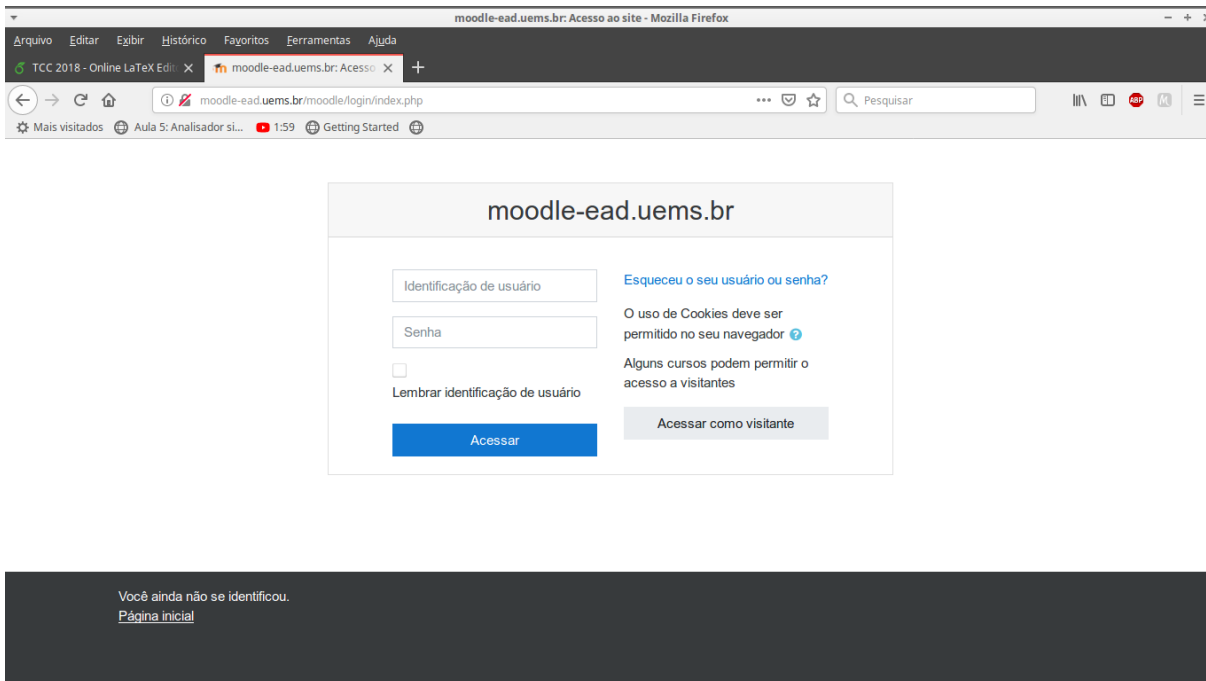 moodle-ead.uems.br: Acesso ao site - Mozilla Firefox
Arquivo Editar Exibir Histórico Favoritos Ferramentas Ajuda
TCC 2018 - Online LaTeX Edit
moodle-ead.uems.br: Acesso
moodle-ead.uems.br/moodle/login/index.php
Pesquisar
ABP
Mais visitados
Aula 5: Analisador si...
1:59
Getting Started
moodle-ead.uems.br
Identificação de usuário
Senha
Lembrar identificação de usuário
Acessar
Esqueceu o seu usuário ou senha?
O uso de Cookies deve ser
permitido no seu navegador
Alguns cursos podem permitir o
acesso a visitantes
Acessar como visitante
Você ainda não se identificou.
Página inicial